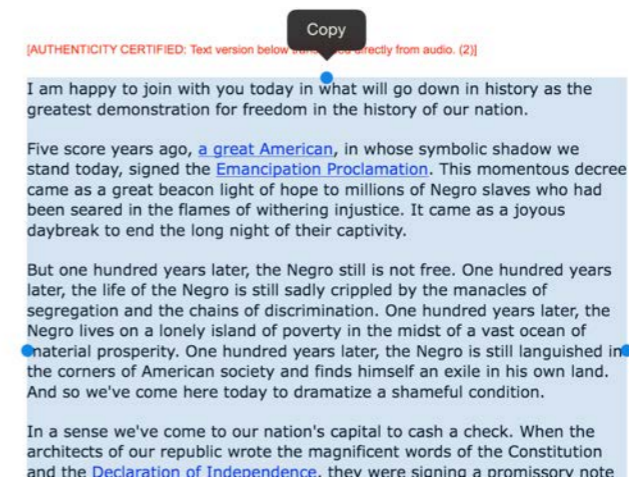 Copy
[AUTHENTICITY CERTIFIED: Text version below directly from audio. (2)]
I am happy to join with you today in what will go down in history as the
greatest demonstration for freedom in the history of our nation.
Five score years ago, a great American, in whose symbolic shadow we
stand today, signed the Emancipation Proclamation. This momentous decree
came as a great beacon light of hope to millions of Negro slaves who had
been seared in the flames of withering injustice. It came as a joyous
daybreak to end the long night of their captivity.
But one hundred years later, the Negro still is not free. One hundred years
later, the life of the Negro is still sadly crippled by the manacles of
segregation and the chains of discrimination. One hundred years later, the
Negro lives on a lonely island of poverty in the midst of a vast ocean of
material prosperity. One hundred years later, the Negro is still languished in
the corners of American society and finds himself an exile in his own land.
And so we've come here today to dramatize a shameful condition.
In a sense we've come to our nation's capital to cash a check. When the
architects of our republic wrote the magnificent words of the Constitution
and the Declaration of Independence, they were signing a promissory note